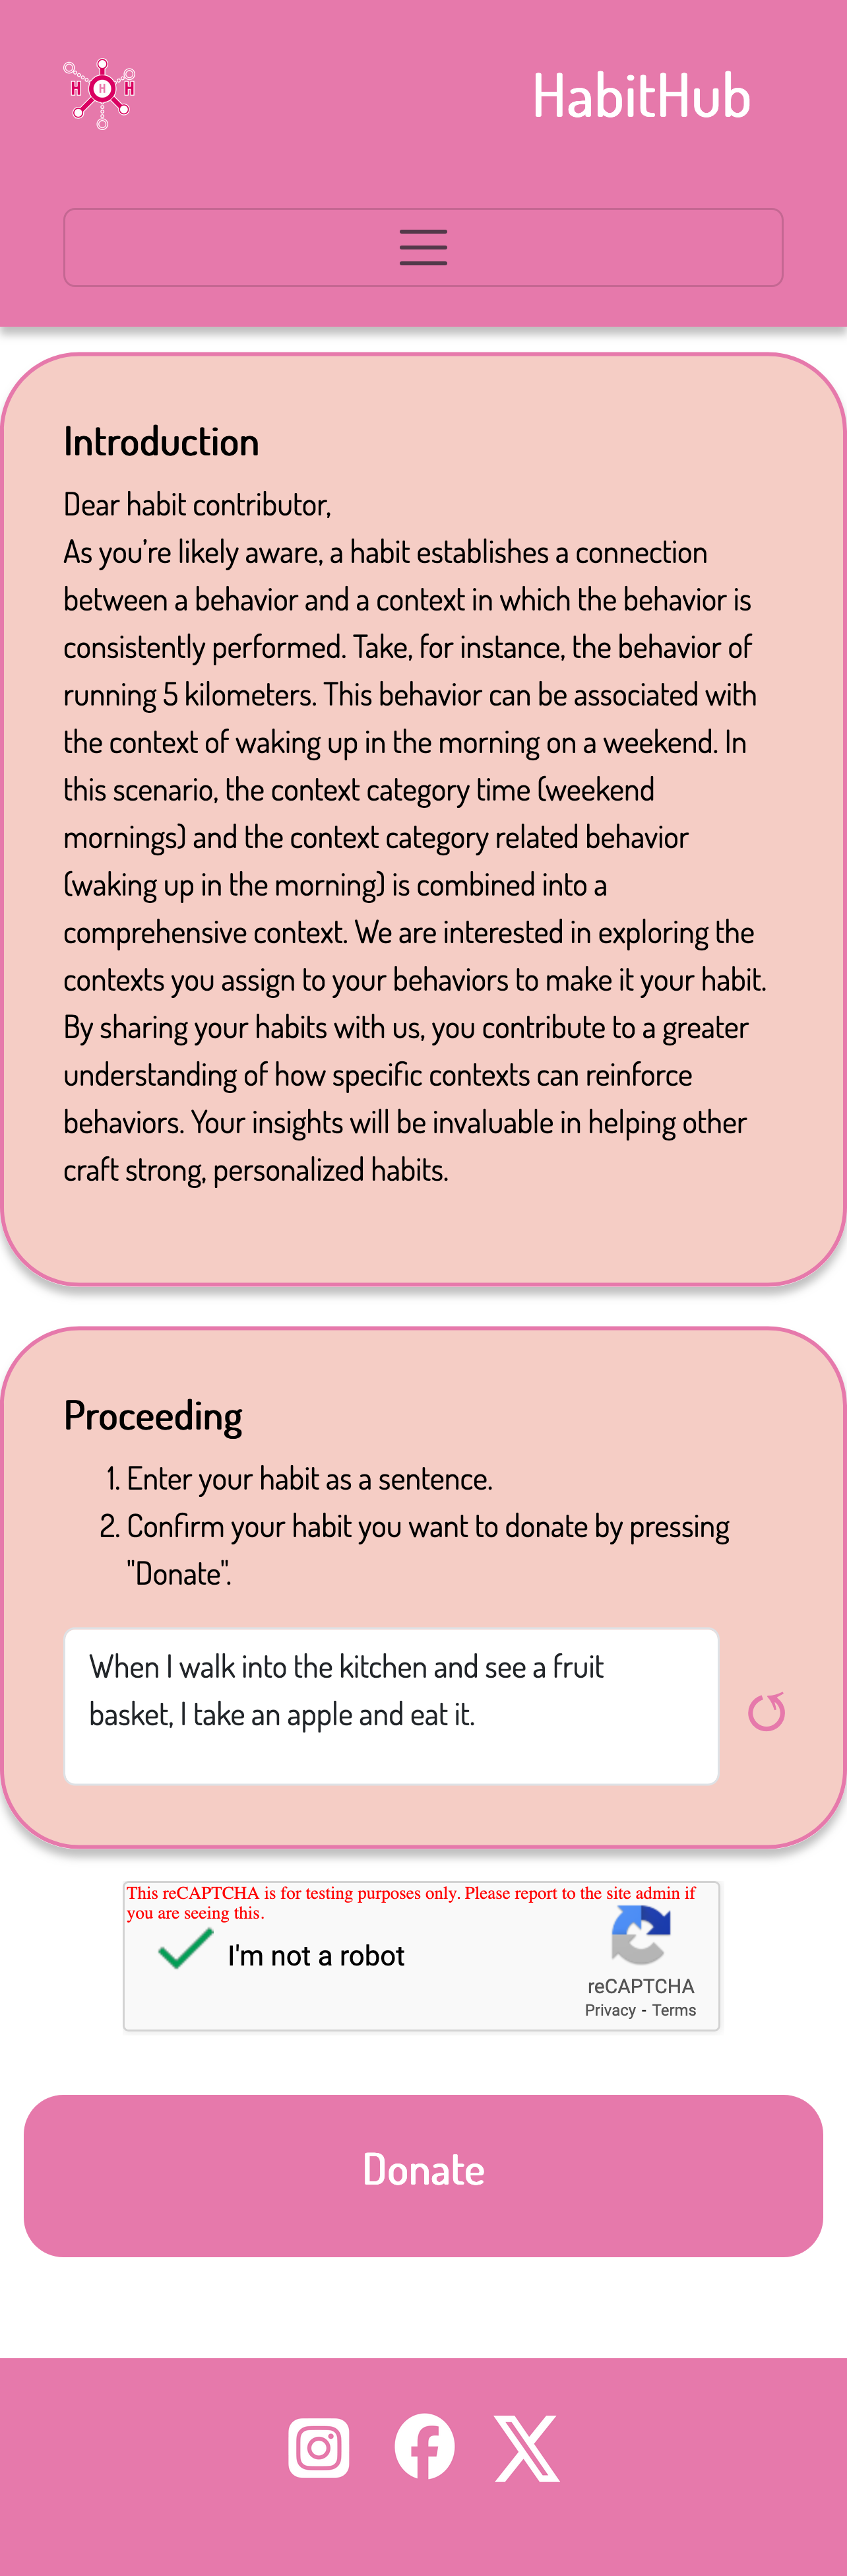 H H H
HabitHub
Introduction
Dear habit contributor,
As you’re likely aware, a habit establishes a connection
between a behavior and a context in which the behavior is
consistently performed. Take, for instance, the behavior of
running 5 kilometers. This behavior can be associated with
the context of waking up in the morning on a weekend. In
this scenario, the context category time (weekend
mornings) and the context category related behavior
(waking up in the morning) is combined into a
comprehensive context. We are interested in exploring the
contexts you assign to your behaviors to make it your habit.
By sharing your habits with us, you contribute to a greater
understanding of how specific contexts can reinforce
behaviors. Your insights will be invaluable in helping other
craft strong, personalized habits.
Proceeding
1. Enter your habit as a sentence.
2. Confirm your habit you want to donate by pressing
"Donate".
When I walk into the kitchen and see a fruit
basket, I take an apple and eat it.
This reCAPTCHA is for testing purposes only. Please report to the site admin if
you are seeing this.
I'm not a robot
reCAPTCHA
Privacy - Terms
Donate